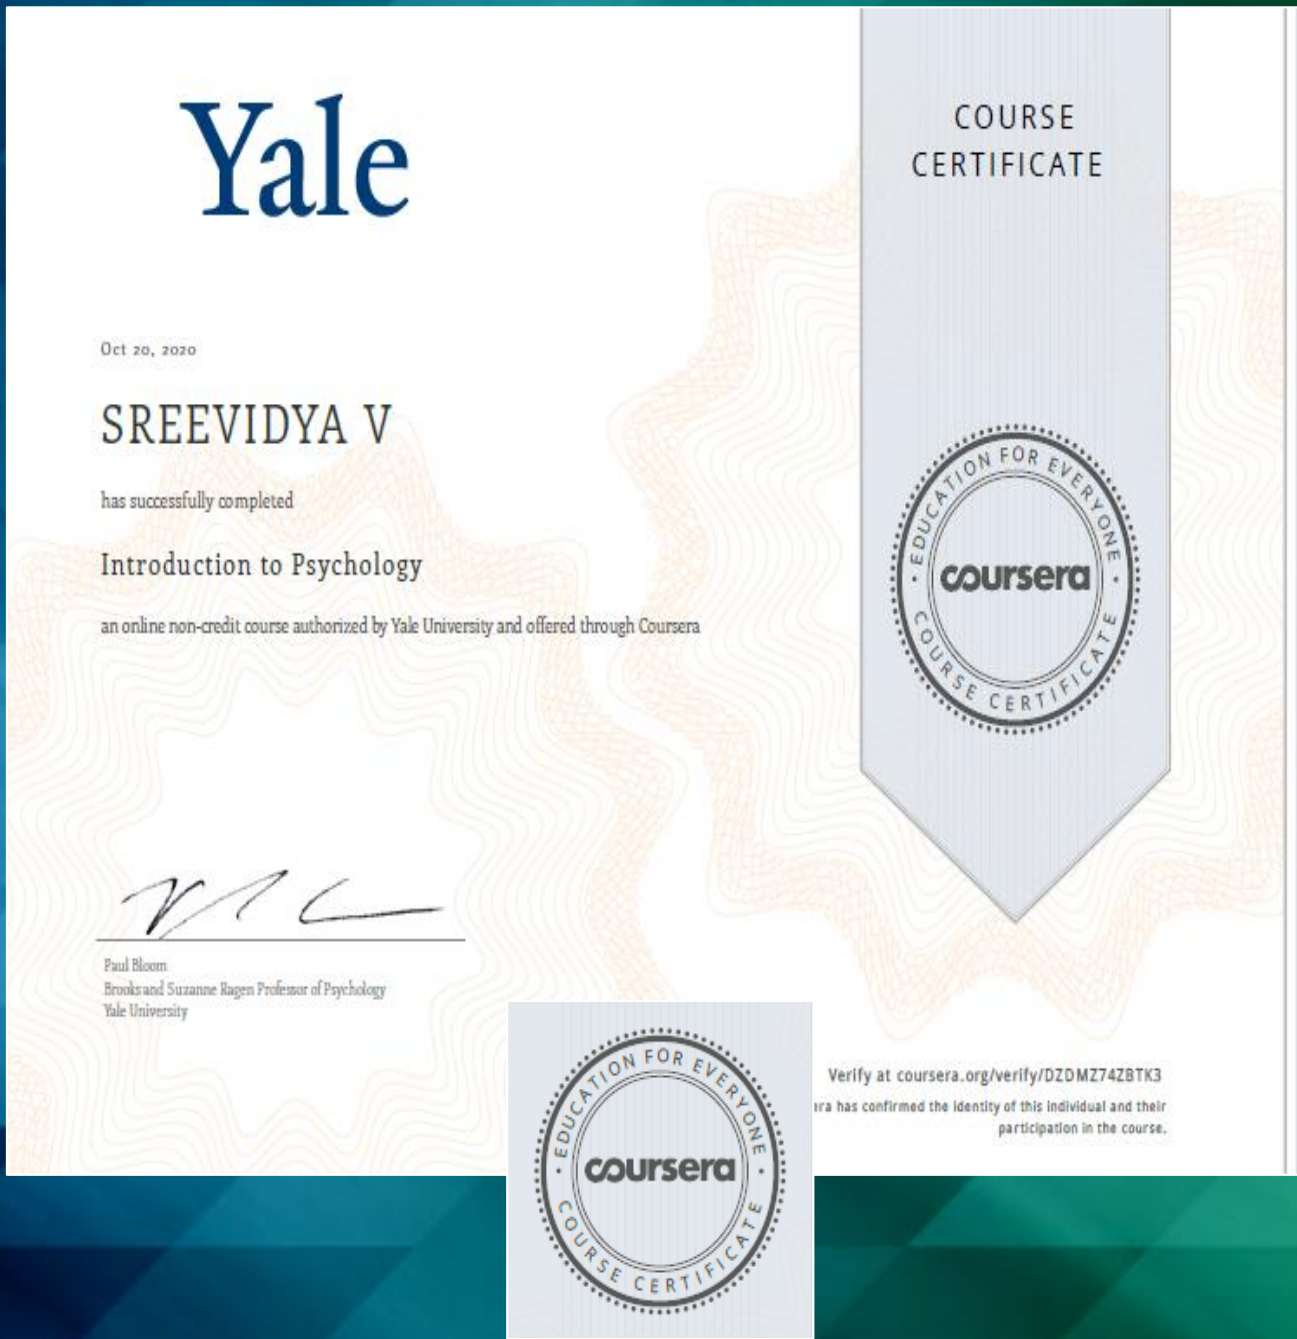 Yale
COURSE
CERTIFICATE
Oct 20, 2020
SREEVIDYA V
has successfully completed
Introduction to Psychology
an online non-credit course authorized by Yale University and offered through Coursera
EDUCATION FOR EVERYONE
coursera
COURSE CERTIFICATE
Paul Bloom
Brooks and Suzanne Ragen Professor of Psychology
Yale University
EDUCATION FOR EVERYONE
coursera
COURSE CERTIFICATE
Verify at coursera.org/verify/DZDMZ74ZBTK3
ra has confirmed the identity of this individual and their
participation in the course.